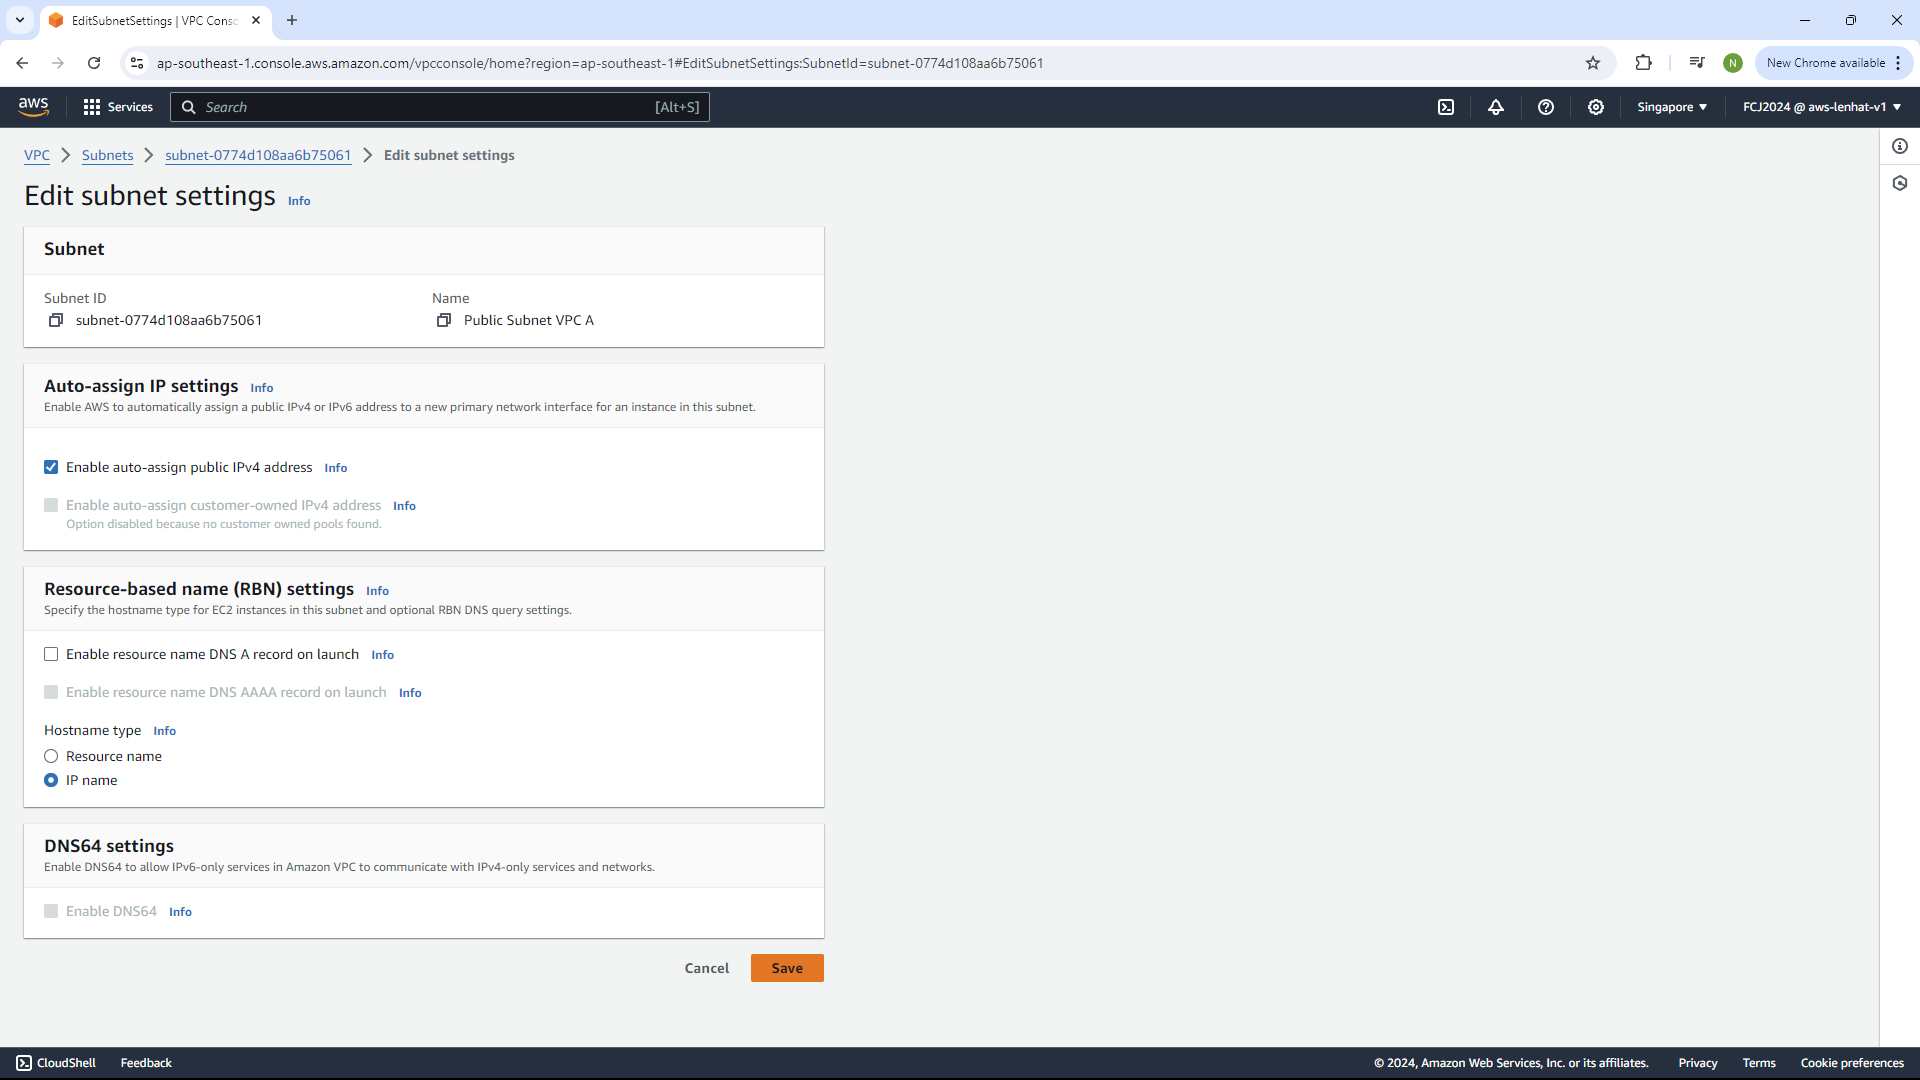 EditSubnetSettings | VPC Conso
ap-southeast-1.console.aws.amazon.com/vpcconsole/home?region=ap-southeast-1#EditSubnetSettings:SubnetId=subnet-0774d108aa6b75061
N
New Chrome available
aws
Services
Search
[Alt+S]
Singapore
FCJ2024 @ aws-lenhat-v1
VPC
Subnets
subnet-0774d108aa6b75061
Edit subnet settings
Edit subnet settings Info
Subnet
Subnet ID
subnet-0774d108aa6b75061
Name
Public Subnet VPC A
Auto-assign IP settings Info
Enable AWS to automatically assign a public IPv4 or IPv6 address to a new primary network interface for an instance in this subnet.
Enable auto-assign public IPv4 address Info
Enable auto-assign customer-owned IPv4 address Info
Option disabled because no customer owned pools found.
Resource-based name (RBN) settings Info
Specify the hostname type for EC2 instances in this subnet and optional RBN DNS query settings.
Enable resource name DNS A record on launch Info
Enable resource name DNS AAAA record on launch Info
Hostname type Info
Resource name
IP name
DNS64 settings
Enable DNS64 to allow IPv6-only services in Amazon VPC to communicate with IPv4-only services and networks.
Enable DNS64 Info
Cancel
Save
CloudShell
Feedback
© 2024, Amazon Web Services, Inc. or its affiliates.
Privacy
Terms
Cookie preferences